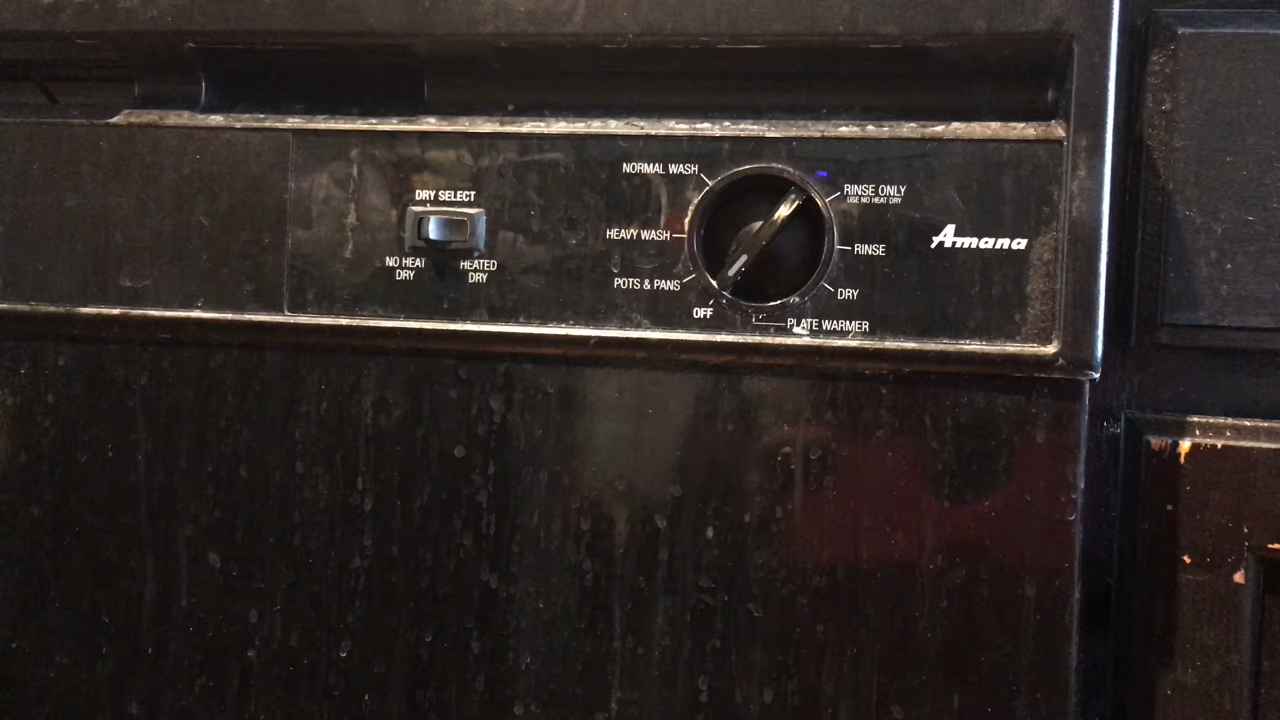 DRY SELECT
NO HEAT
DRY
HEATED
DRY
NORMAL WASH
HEAVY WASH
POTS & PANS
OFF
RINSE ONLY
USE NO HEAT DRY
RINSE
DRY
PLATE WARMER
Amana